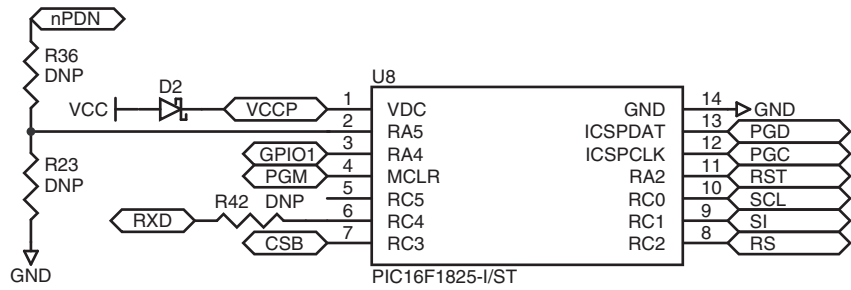 nPDN
R36
DNP
D2
VCC
VCCP
U8
1 VDC GND 14 GND
2 RA5 ICSPDAT 13 PGD
GPIO1 3 RA4 ICSPCLK 12 PGC
PGM 4 MCLR RA2 11 RST
5 RC5 RC0 10 SCL
R23
DNP
R42 DNP
RXD 6 RC4 RC1 9 SI
CSB 7 RC3 RC2 8 RS
GND
PIC16F1825-I/ST